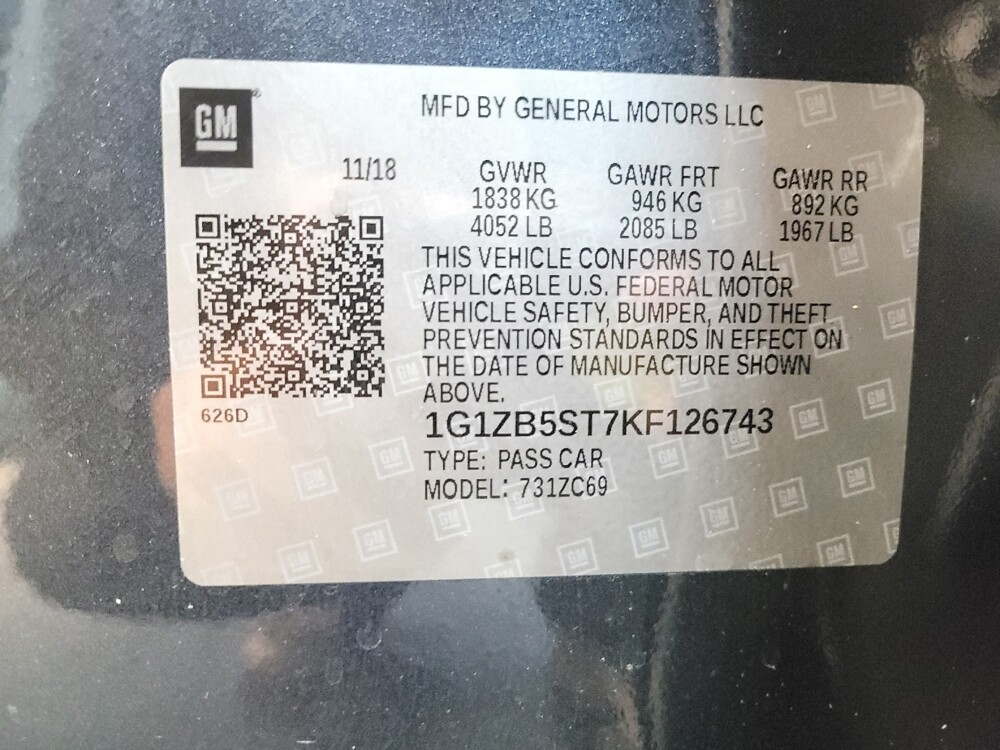 GM
MFD BY GENERAL MOTORS LLC
11/18 GVWR GAWR FRT GAWR RR
1838 KG 946 KG 892 KG
4052 LB 2085 LB 1967 LB
THIS VEHICLE CONFORMS TO ALL
APPLICABLE U.S. FEDERAL MOTOR
VEHICLE SAFETY, BUMPER, AND THEFT
PREVENTION STANDARDS IN EFFECT ON
THE DATE OF MANUFACTURE SHOWN
ABOVE.
626D
1G1ZB5ST7KF126743
TYPE: PASS CAR
MODEL: 731ZC69